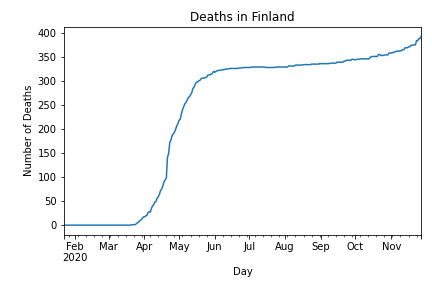 Deaths in Finland
Number of Deaths
400
350
300
250
200
150
100
50
0
Feb Mar Apr May Jun Jul Aug Sep Oct Nov
2020
Day